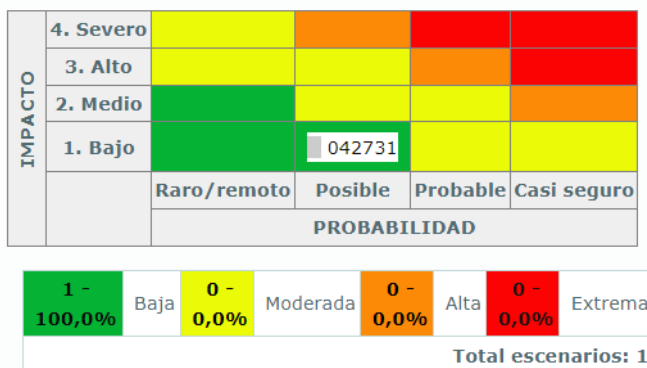 IMPACTO
4. Severo
3. Alto
2. Medio
1. Bajo
042731
Raro/remoto Posible Probable Casi seguro
PROBABILIDAD
1 - 100,0% Baja 0 - 0,0% Moderada 0 - 0,0% Alta 0 - 0,0% Extrema
Total escenarios: 1